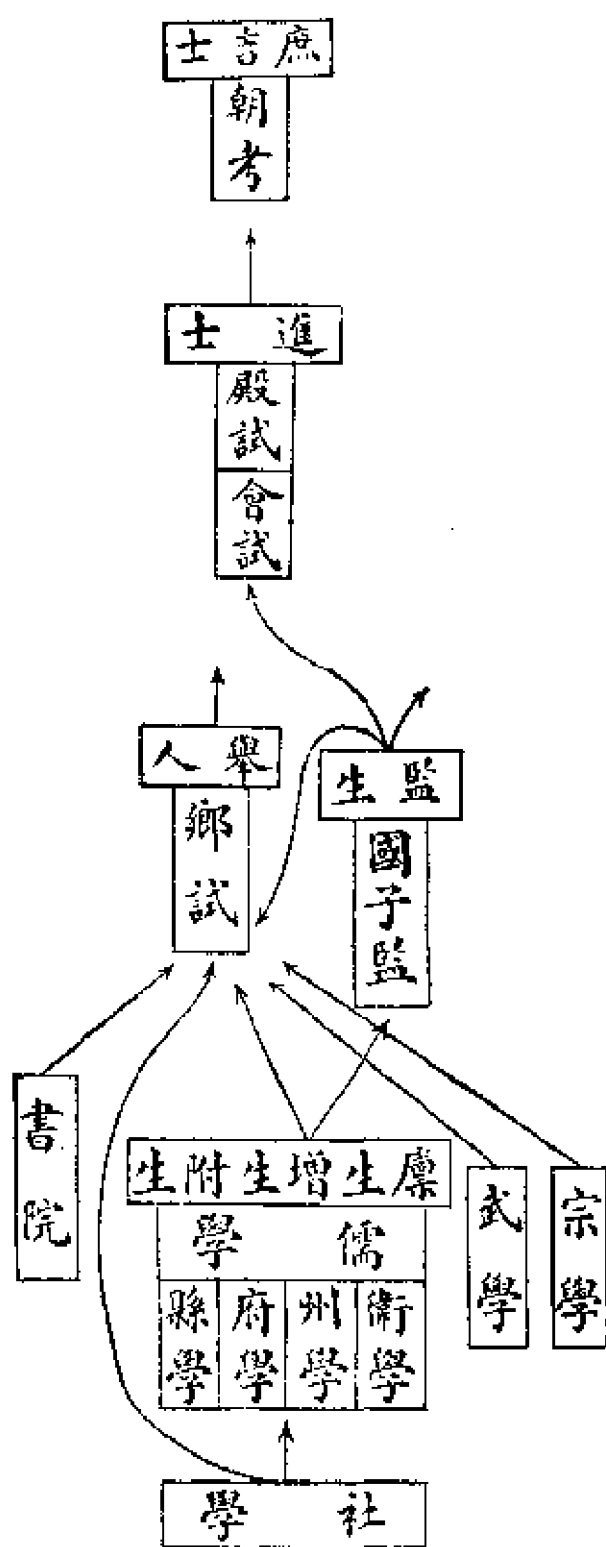 庶吉士
朝考
進士
殿試
會試
舉人
鄉試
監生
國子監
書院
廩生增生附生
儒學
衛學
州學
府學
縣學
武學
宗學
社學